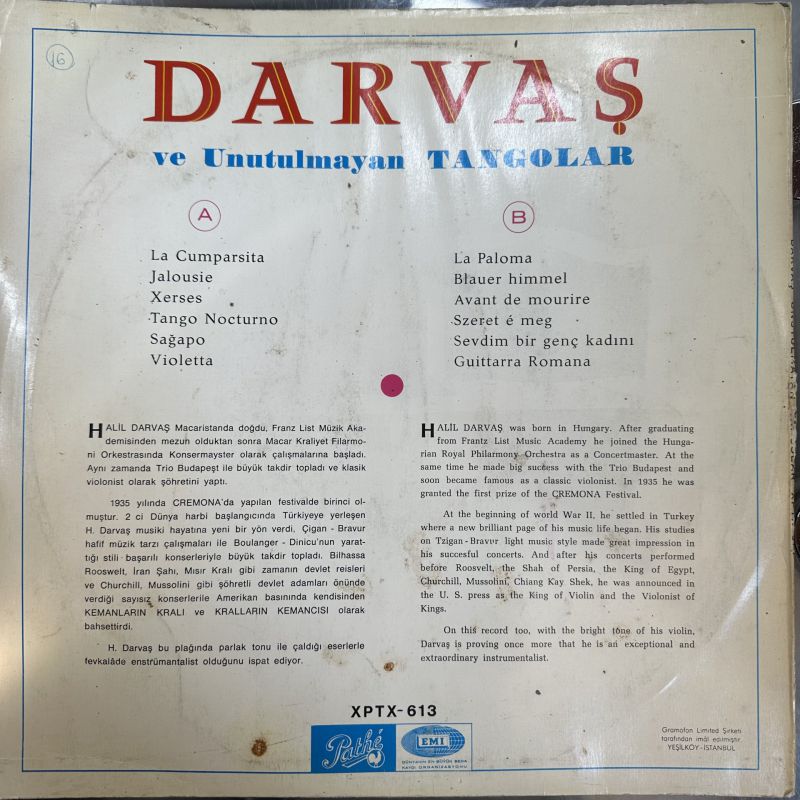 16
DARVAŞ
ve Unutulmayan TANGOLAR
A
La Cumparsita
Jalousie
Xerses
Tango Nocturno
Sağapo
Violetta
B
La Paloma
Blauer himmel
Avant de mourire
Szeret é meg
Sevdim bir genç kadını
Guittarra Romana
HALİL DARVAŞ Macaristanda doğdu, Franz List Müzik Aka-
demisinden mezun olduktan sonra Macar Kraliyet Filarmo-
ni Orkestrasında Konsermayster olarak çalışmalarına başladı.
Aynı zamanda Trio Budapeşt ile büyük takdir topladı ve klasik
violonist olarak şöhretini yaptı.
1935 yılında CREMONA'da yapılan festivalde birinci ol-
muştur. 2 ci Dünya harbi başlangıcında Türkiyeye yerleşen
H. Darvaş musiki hayatına yeni bir yön verdi, Çigan - Bravur
hafif müzik tarzı çalışmaları ile Boulanger - Dinicu'nun yarat-
tığı stili başarılı konserleriyle büyük takdir topladı. Bilhassa
Rooswelt, İran Şahı, Mısır Kralı gibi zamanın devlet reisleri
ve Churchill, Mussolini gibi şöhretli devlet adamları önünde
verdiği sayısız konserlerile Amerikan basınında kendisinden
KEMANLARIN KRALI ve KRALLARIN KEMANCISI olarak
bahsettirdi.
H. Darvaş bu plağında parlak tonu ile çaldığı eserlerle
fevkalâde enstrümantalist olduğunu ispat ediyor.
HALİL DARVAŞ was born in Hungary. After graduating
from Frantz List Music Academy he joined the Hunga-
rian Royal Philarmony Orchestra as a Concertmaster. At
the same time he made big success with the Trio Budapest and
soon became famous as a classic violonist. In 1935 he was
granted the first prize of the CREMONA Festival.
At the beginning of world War II, he settled in Turkey
where a new brilliant page of his music life began. His studies
on Tzigan - Bravur light music style made great impression in
his succesful concerts. And after his concerts performed
before Roosvelt, the Shah of Persia, the King of Egypt,
Churchill, Mussolini, Chiang Kay Shek, he was announced in
the U. S. press as the King of Violin and the Violonist of
Kings.
On this record too, with the bright tone of his violin,
Darvaş is proving once more that he is an exceptional and
extraordinary instrumentalist.
XPTX-613
Pathé
EMI
DÜNYANIN EN BÜYÜK SEDA
KAYDI ORGANİZASYONU
Gramofon Limited Şirketi
tarafından imâl edilmiştir.
YEŞİLKÖY-İSTANBUL